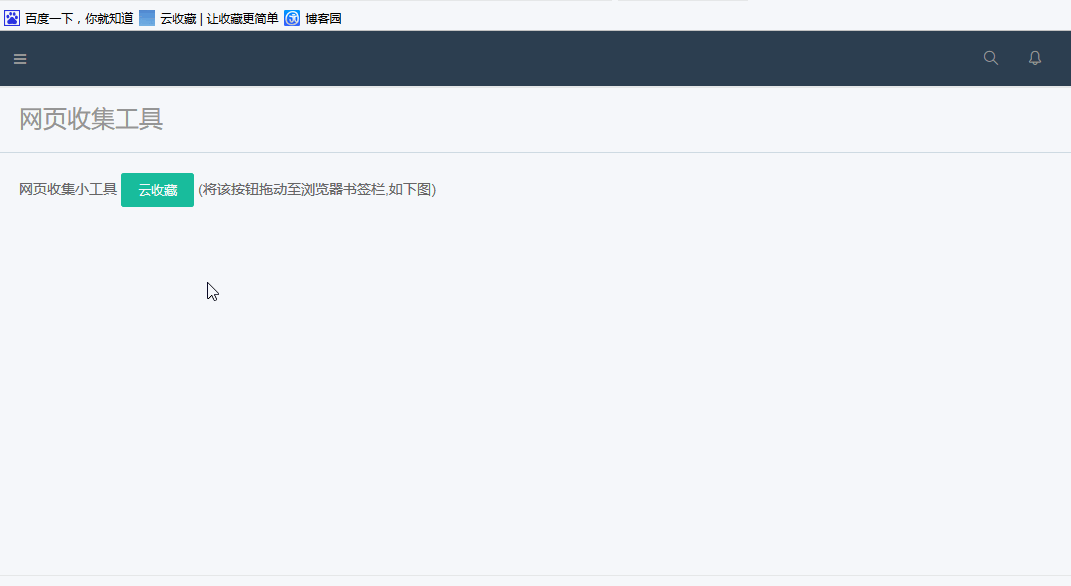 百度一下，你就知道 云收藏 | 让收藏更简单 博客园
网页收集工具
网页收集小工具 云收藏 (将该按钮拖动至浏览器书签栏,如下图)